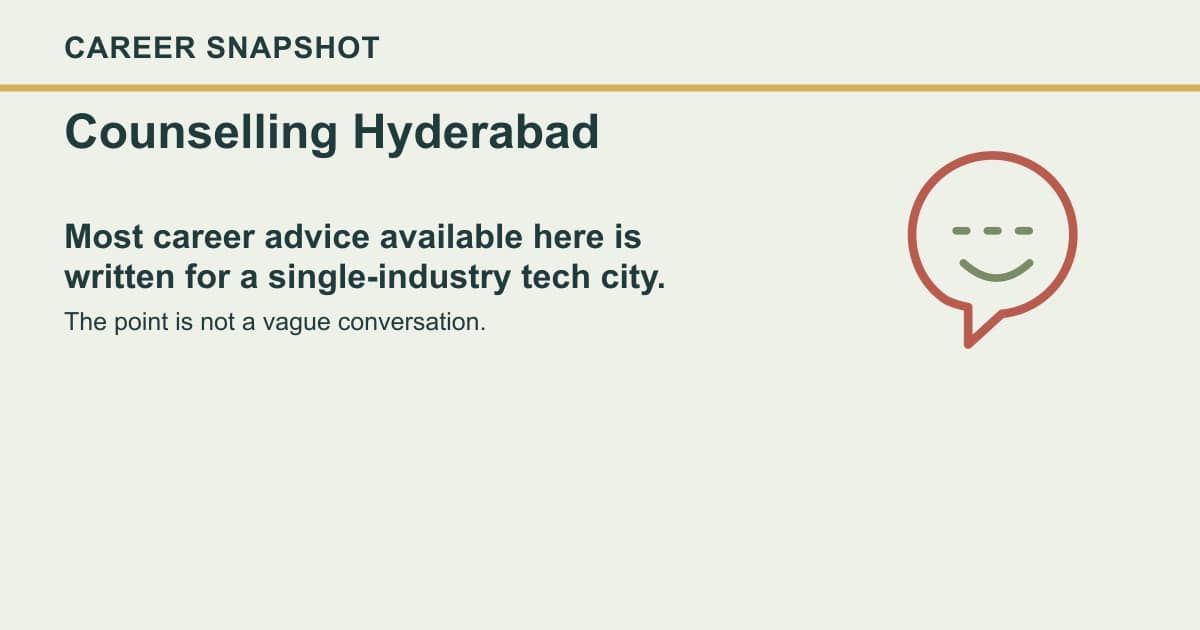 CAREER SNAPSHOT
Counselling Hyderabad
Most career advice available here is
written for a single-industry tech city.
The point is not a vague conversation.